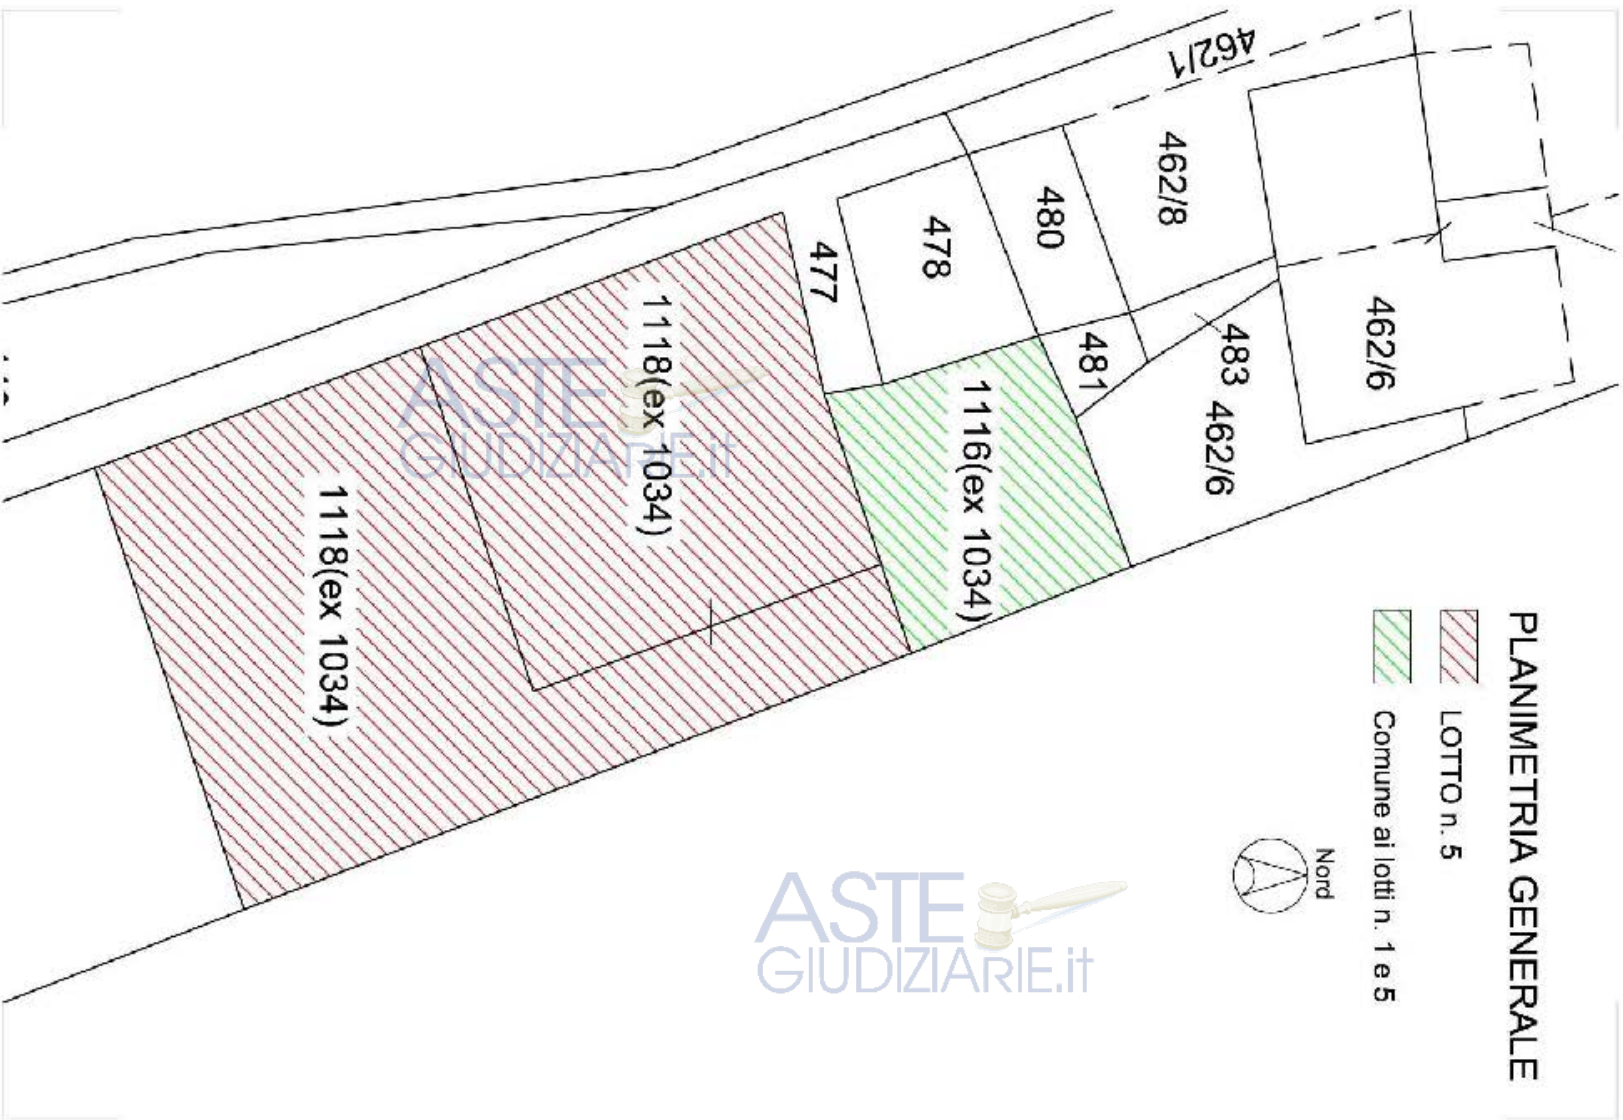 PLANIMETRIA GENERALE
LOTTO n. 5
Comune ai lotti n. 1 e 5
Nord
462/1
462/8
462/6
480
478
477
481
483
462/6
1116(ex 1034)
1118(ex 1034)
1118(ex 1034)
ASTE
GIUDIZIARIE.it
ASTE
GIUDIZIARIE.it